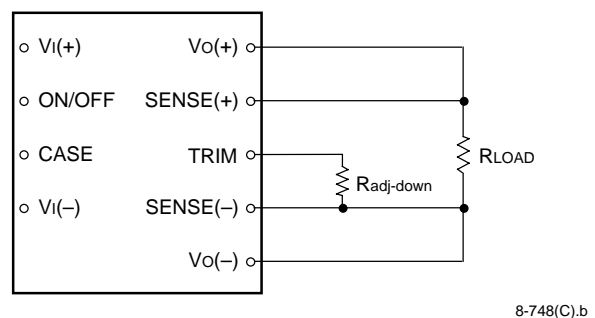 VI(+) VO(+)
ON/OFF SENSE(+)
CASE TRIM RLOAD
Radj-down
VI(–) SENSE(–)
VO(–)
8-748(C).b